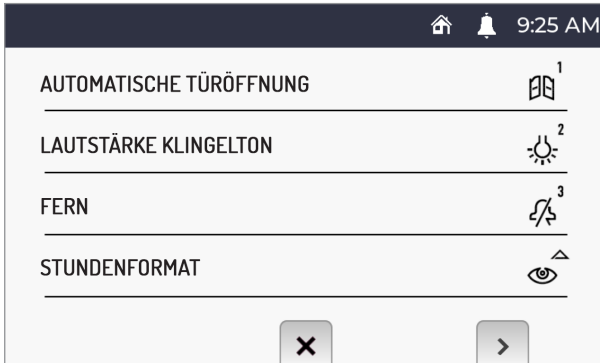 9:25 AM
AUTOMATISCHE TÜRÖFFNUNG 1
LAUTSTÄRKE KLINGELTON 2
FERN 3
STUNDENFORMAT